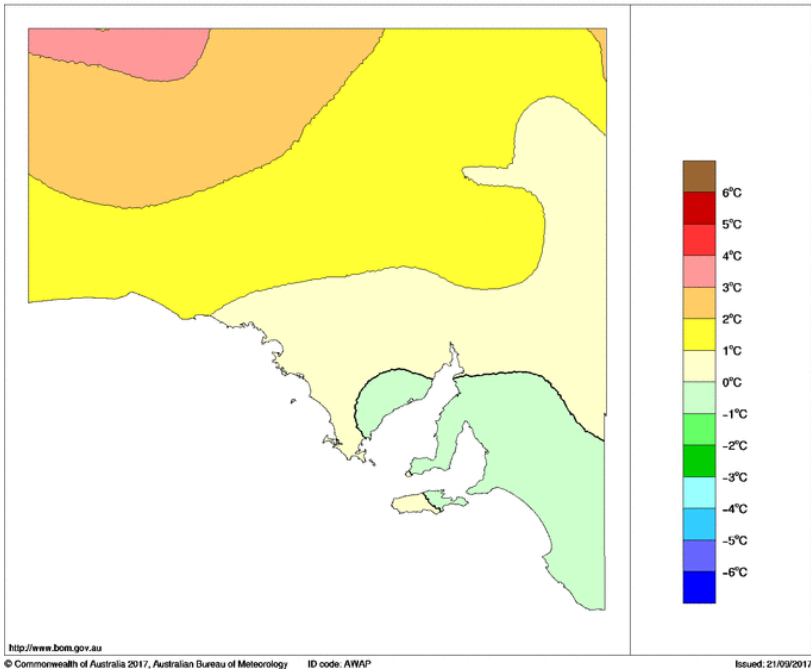 6°C
5°C
4°C
3°C
2°C
1°C
0°C
-1°C
-2°C
-3°C
-4°C
-5°C
-6°C
http://www.bom.gov.au
© Commonwealth of Australia 2017, Australian Bureau of Meteorology ID code: AWAP Issued: 21/09/2017